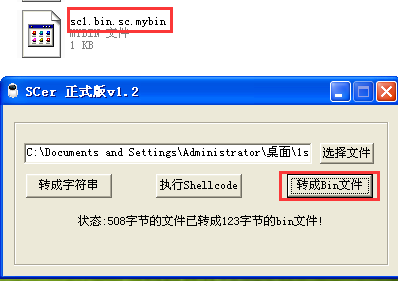 sc1.bin.sc.mybin
MYBIN 文件
1 KB
SCer 正式版v1.2
C:\Documents and Settings\Administrator\桌面\1s
选择文件
转成字符串
执行Shellcode
转成Bin文件
状态:508字节的文件已转成123字节的bin文件!